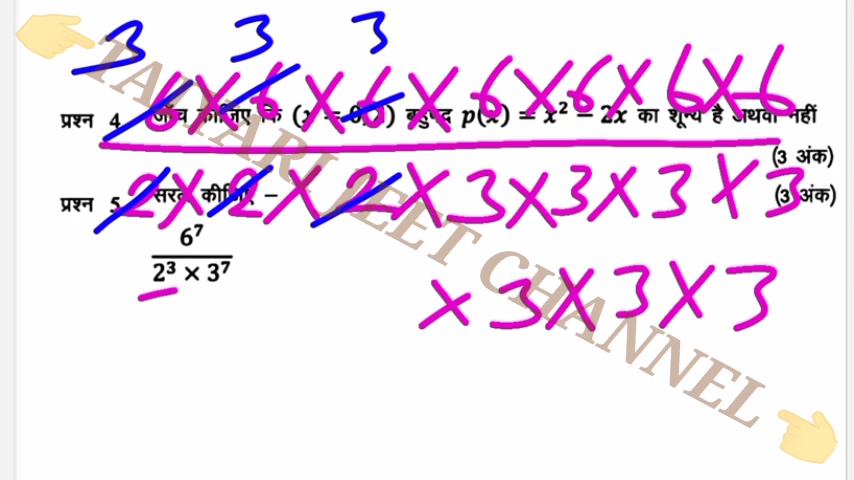 3 3 3
6 × 6 × 6 × 6 × 6 × 6 × 6
प्रश्न 4 जाँच कीजिए कि बहुपद p(x) = x² − 2x का शून्य है अथवा नहीं
(3 अंक)
2 × 2 × 2 × 3 × 3 × 3 × 3
प्रश्न 5 सरल कीजिए − (3 अंक)
6⁷
2³ × 3⁷
× 3 × 3 × 3
TAIYARI JEET CHANNEL